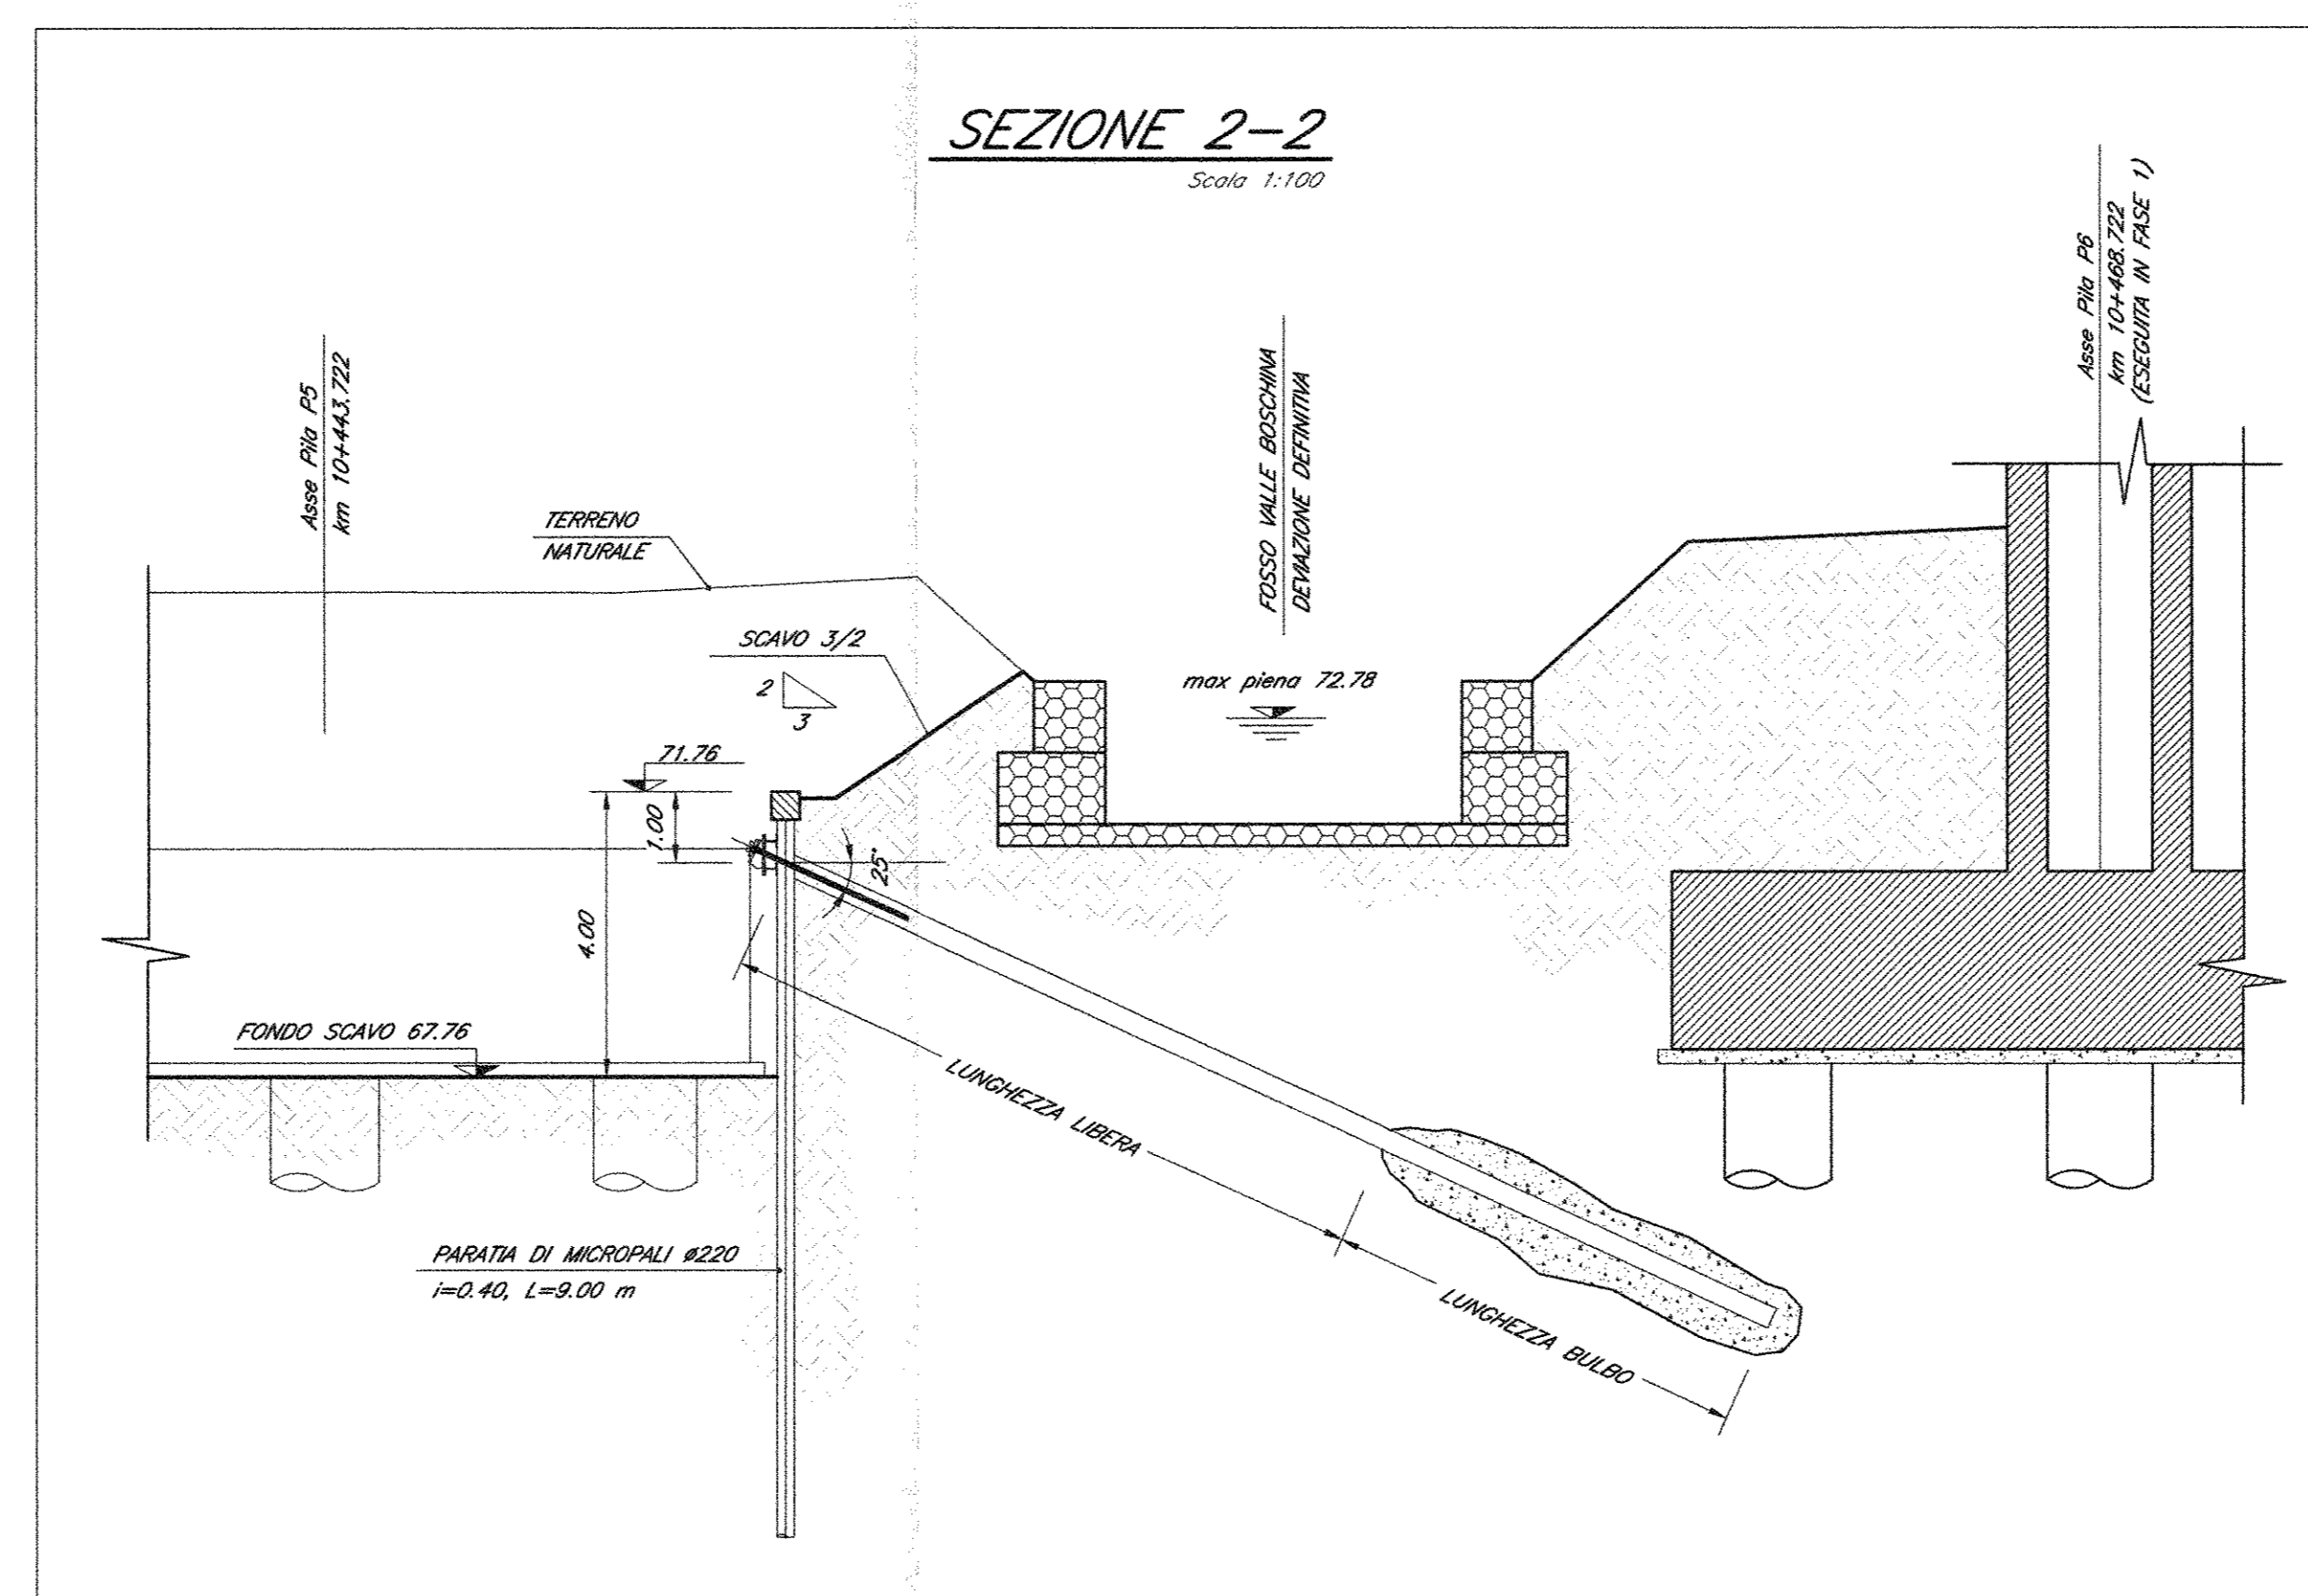 SEZIONE 2-2
Scala 1:100
Asse Pila P5
km 10+443.722
TERRENO
NATURALE
FOSSO VALLE BOSCHINA
DEVIAZIONE DEFINITIVA
Asse Pila P6
km 10+468.722
(ESEGUITA IN FASE 1)
SCAVO 3/2
2
3
max piena 72.78
71.76
1.00
4.00
25°
FONDO SCAVO 67.76
LUNGHEZZA LIBERA
LUNGHEZZA BULBO
PARATIA DI MICROPALI ø220
i=0.40, L=9.00 m